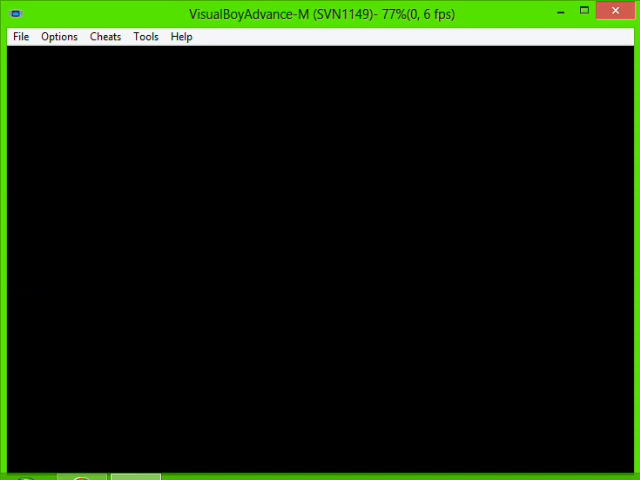 VisualBoyAdvance-M (SVN1149)- 77%(0, 6 fps)
File Options Cheats Tools Help